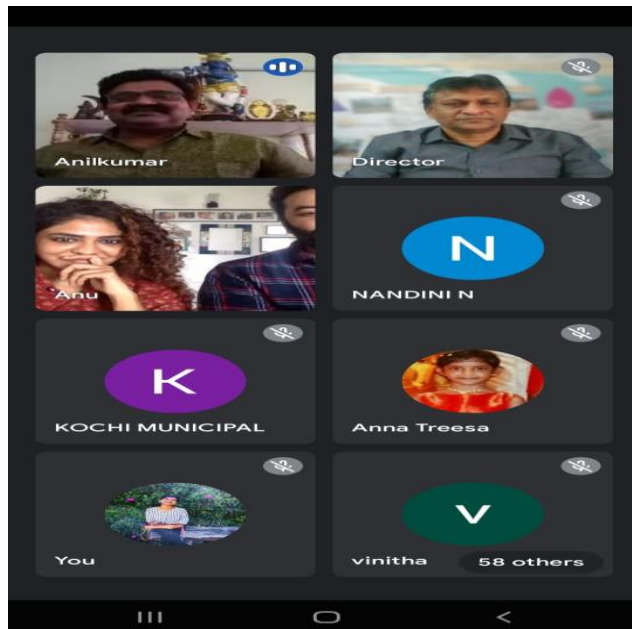 Anilkumar
Director
Anu
N
NANDINI N
K
KOCHI MUNICIPAL
Anna Treesa
You
V
vinitha
58 others